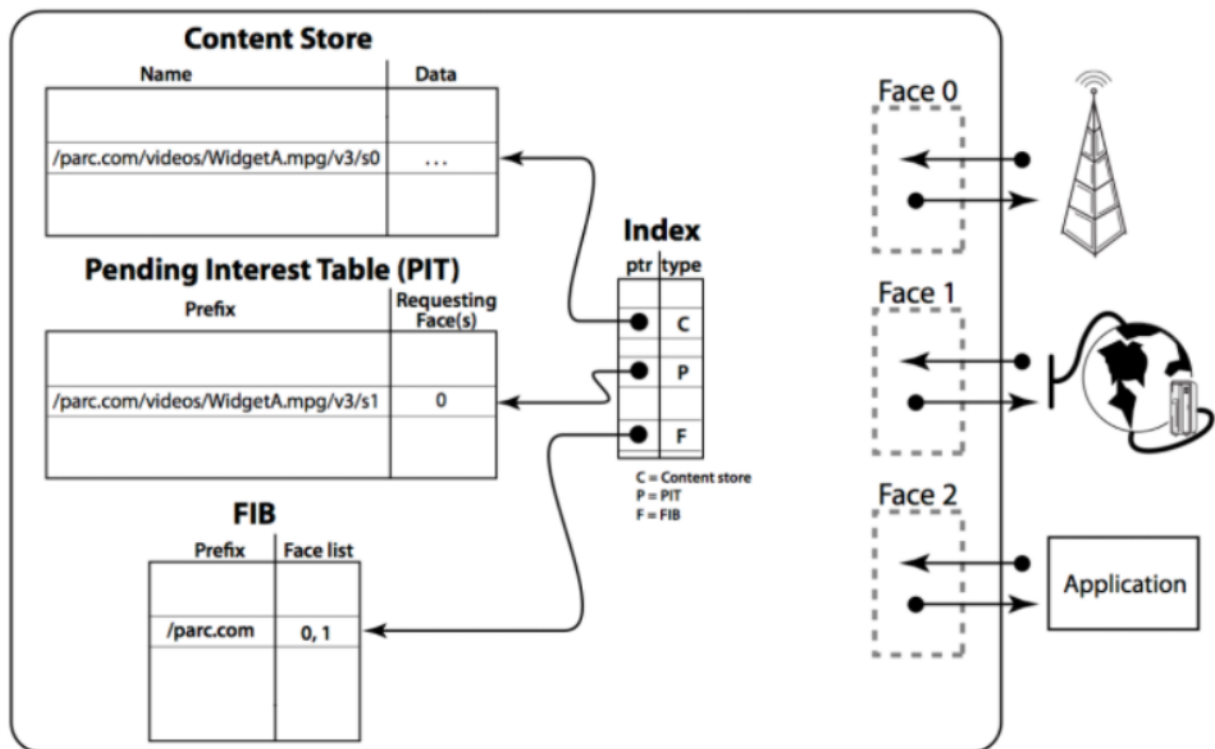 Content Store
Name Data
/parc.com/videos/WidgetA.mpg/v3/s0 ...
Pending Interest Table (PIT)
Prefix Requesting Face(s)
/parc.com/videos/WidgetA.mpg/v3/s1 0
FIB
Prefix Face list
/parc.com 0, 1
Index
ptr type
C
P
F
C = Content store
P = PIT
F = FIB
Face 0
Face 1
Face 2
Application